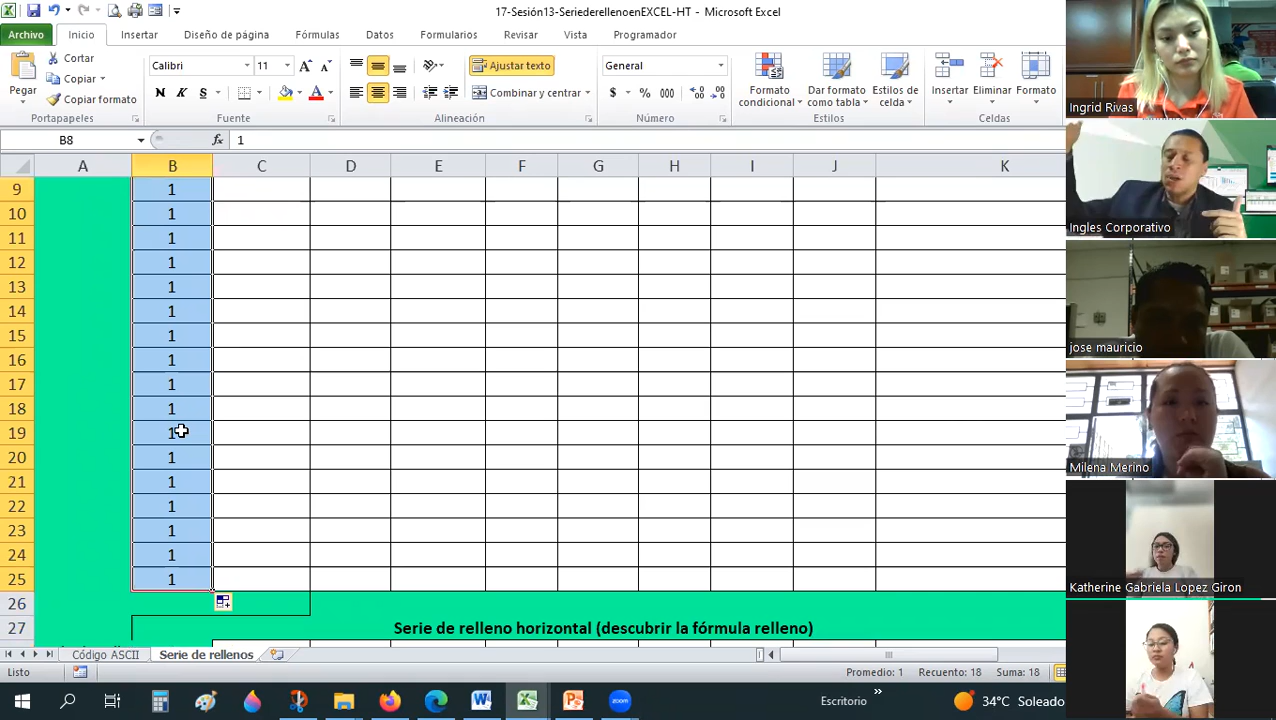 17-Sesión13-SeriederellenoenEXCEL-HT - Microsoft Excel
Archivo Inicio Insertar Diseño de página Fórmulas Datos Formularios Revisar Vista Programador
Pegar
Cortar
Copiar
Copiar formato
Calibri 11
N K S
Ajustar texto
Combinar y centrar
General
$ % 000
Formato condicional
Dar formato como tabla
Estilos de celda
Insertar
Eliminar
Formato
Portapapeles Fuente Alineación Número Estilos Celdas
B8 fx 1
A B C D E F G H I J K
9 1
10 1
11 1
12 1
13 1
14 1
15 1
16 1
17 1
18 1
19 1
20 1
21 1
22 1
23 1
24 1
25 1
26
27 Serie de relleno horizontal (descubrir la fórmula relleno)
Código ASCII Serie de rellenos
Listo Promedio: 1 Recuento: 18 Suma: 18
Escritorio 34°C Soleado
zoom
Ingrid Rivas
Ingles Corporativo
jose mauricio
Milena Merino
Katherine Gabriela Lopez Giron